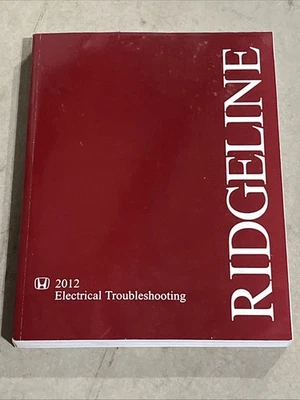 RIDGELINE
2012
Electrical Troubleshooting